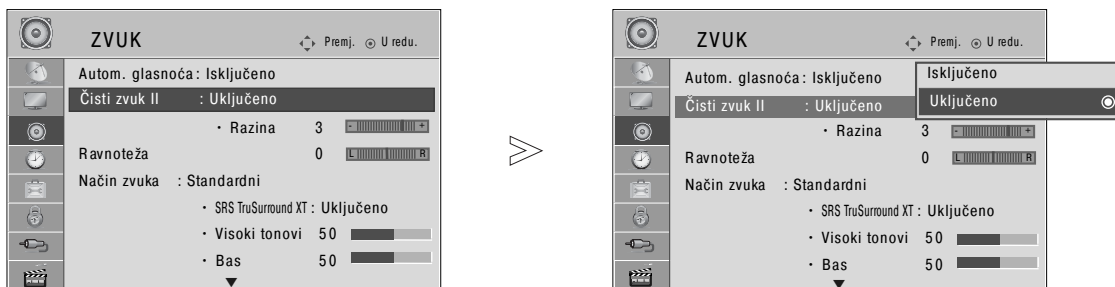 ZVUK Premj. U redu.
Autom. glasnoća : Isključeno
Čisti zvuk II : Uključeno
• Razina 3 - +
Ravnoteža 0 L R
Način zvuka : Standardni
• SRS TruSurround XT : Uključeno
• Visoki tonovi 50
• Bas 50
ZVUK Premj. U redu.
Autom. glasnoća : Isključeno
Isključeno
Čisti zvuk II : Uključeno
Uključeno
• Razina 3 - +
Ravnoteža 0 L R
Način zvuka : Standardni
• SRS TruSurround XT : Uključeno
• Visoki tonovi 50
• Bas 50